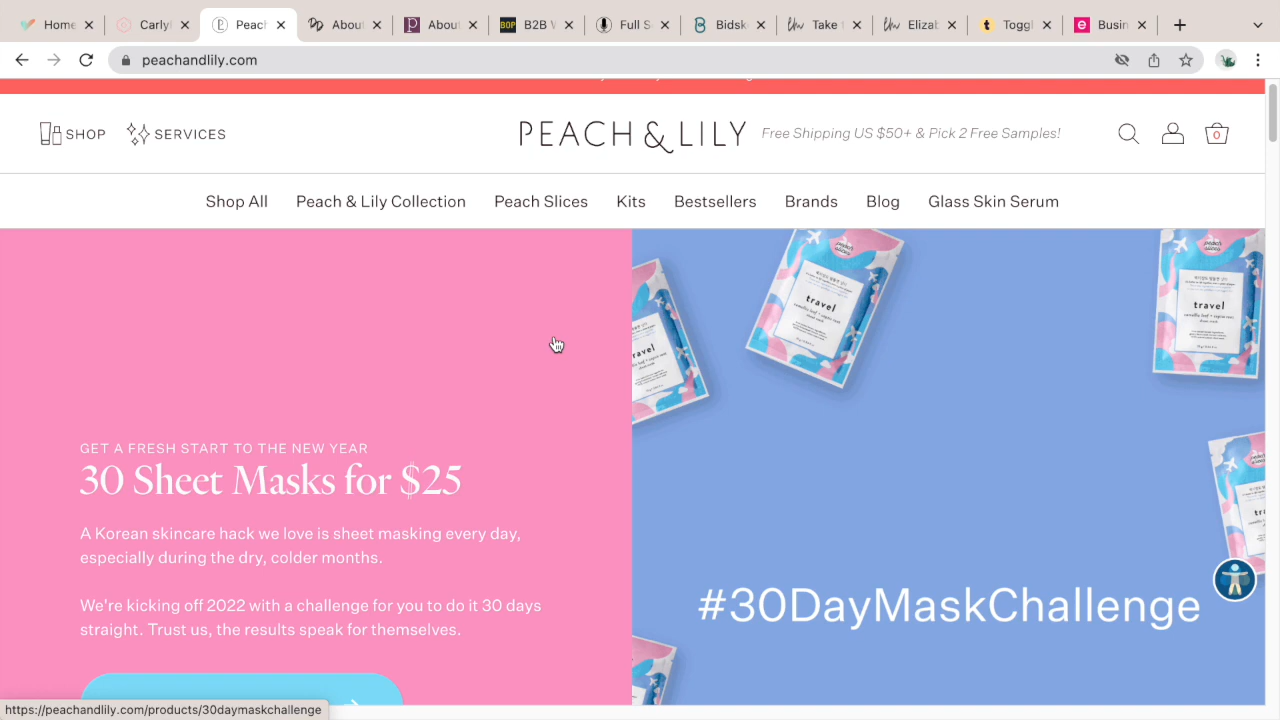 Home
Carlyl
Peach
About
About
B2B V
Full S
Bidsk
Take t
Elizab
Toggl
Busin
peachandlily.com
SHOP
SERVICES
PEACH & LILY
Free Shipping US $50+ & Pick 2 Free Samples!
0
Shop All
Peach & Lily Collection
Peach Slices
Kits
Bestsellers
Brands
Blog
Glass Skin Serum
GET A FRESH START TO THE NEW YEAR
30 Sheet Masks for $25
A Korean skincare hack we love is sheet masking every day,
especially during the dry, colder months.
We're kicking off 2022 with a challenge for you to do it 30 days
straight. Trust us, the results speak for themselves.
travel
travel
#30DayMaskChallenge
https://peachandlily.com/products/30daymaskchallenge